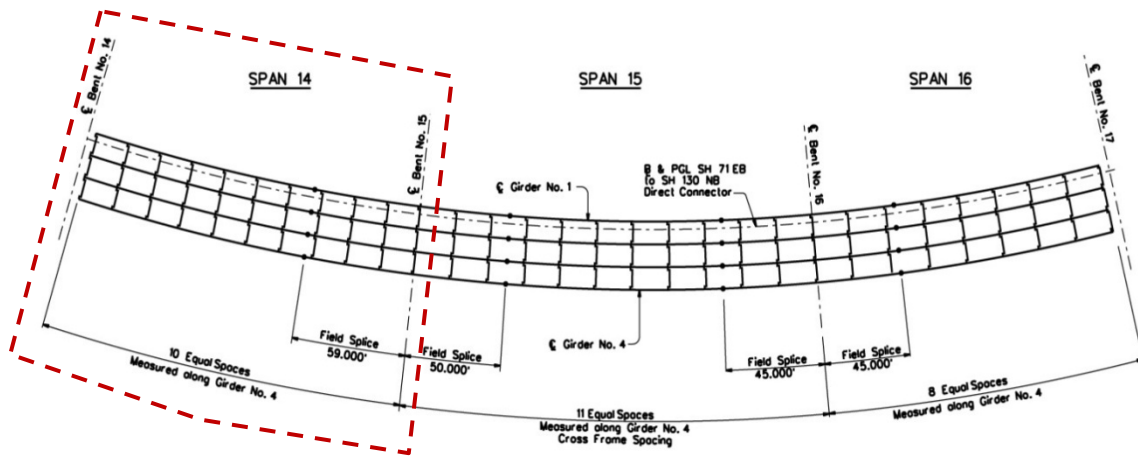 SPAN 14
SPAN 15
SPAN 16
℄ Bent No. 14
℄ Bent No. 15
℄ Bent No. 16
℄ Bent No. 17
℄ Girder No. 1
B & PGL SH 71 EB
To SH 130 NB
Direct Connector
℄ Girder No. 4
Field Splice
59.000'
Field Splice
50.000'
Field Splice
45.000'
Field Splice
45.000'
10 Equal Spaces
Measured along Girder No. 4
11 Equal Spaces
Measured along Girder No. 4
Cross Frame Spacing
8 Equal Spaces
Measured along Girder No. 4